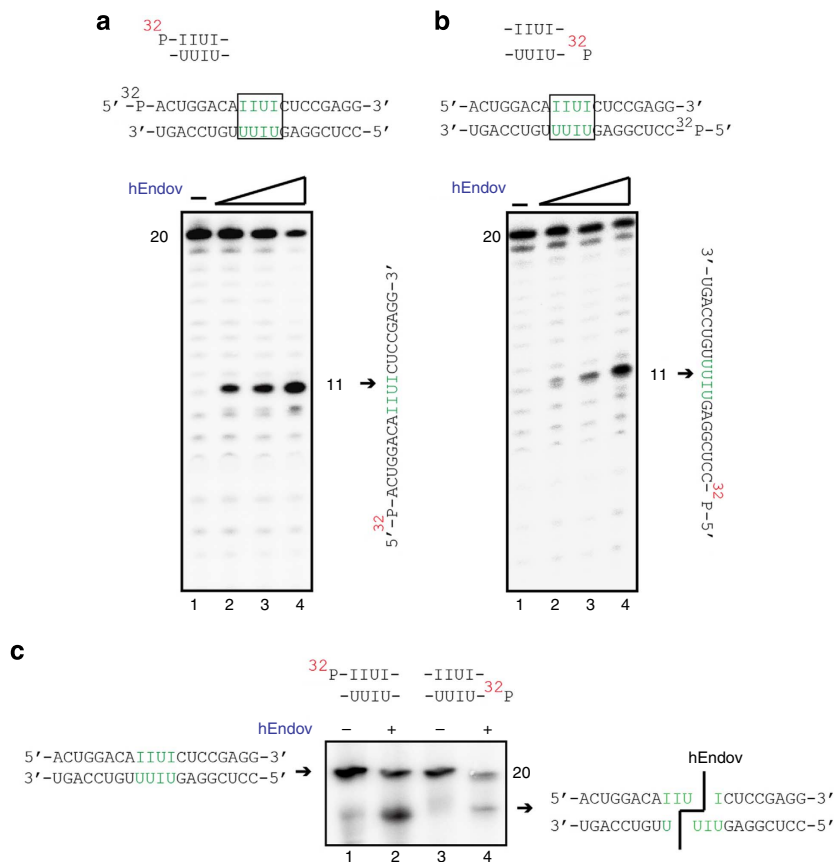 a
32
P-IIUI-
-UUIU-
32
5′-P-ACUGGACAIIUICUCCGAGG-3′
3′-UGACCUGUUUIUGAGGCUCC-5′
hEndov
–
20
11
5′-P-ACUGGACAIIUICUCCGAGG-3′
32
1 2 3 4
b
-IIUI-
32
-UUIU- P
5′-ACUGGACAIIUICUCCGAGG-3′
3′-UGACCUGUUUIUGAGGCUCC-32P-5′
hEndov
–
20
11
3′-UGACCUGUUUIUGAGGCUCC- P-5′
32
1 2 3 4
c
32P-IIUI- -IIUI-
-UUIU- -UUIU-32P
hEndov – + – +
5′-ACUGGACAIIUICUCCGAGG-3′
3′-UGACCUGUUUIUGAGGCUCC-5′
20
1 2 3 4
hEndov
5′-ACUGGACAIIU ICUCCGAGG-3′
3′-UGACCUGUU UIUGAGGCUCC-5′